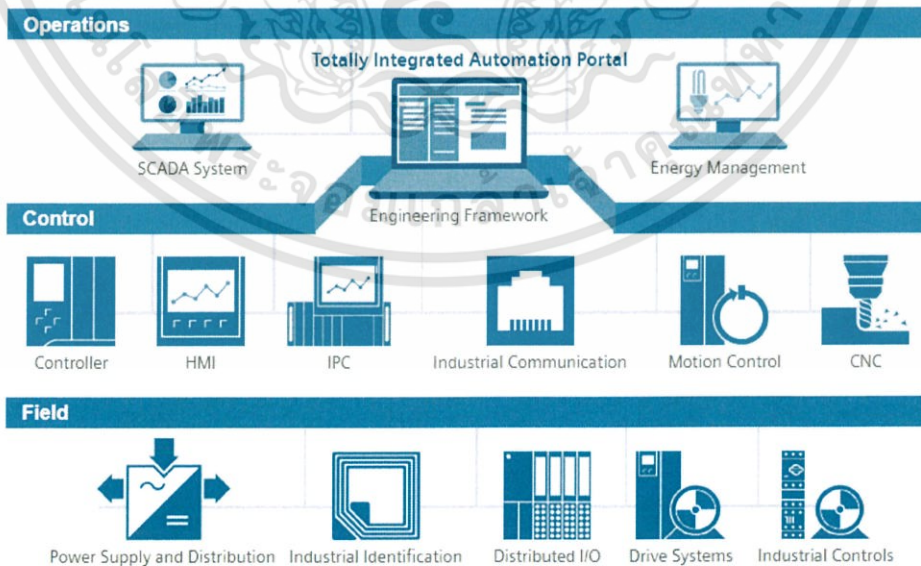 Operations
Totally Integrated Automation Portal
SCADA System
Energy Management
Engineering Framework
Control
Controller HMI IPC Industrial Communication Motion Control CNC
Field
Power Supply and Distribution Industrial Identification Distributed I/O Drive Systems Industrial Controls